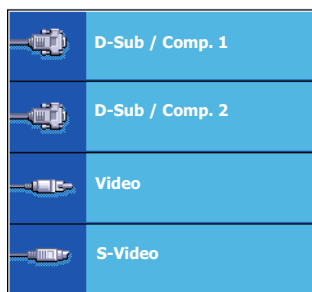 D-Sub / Comp. 1
D-Sub / Comp. 2
Video
S-Video